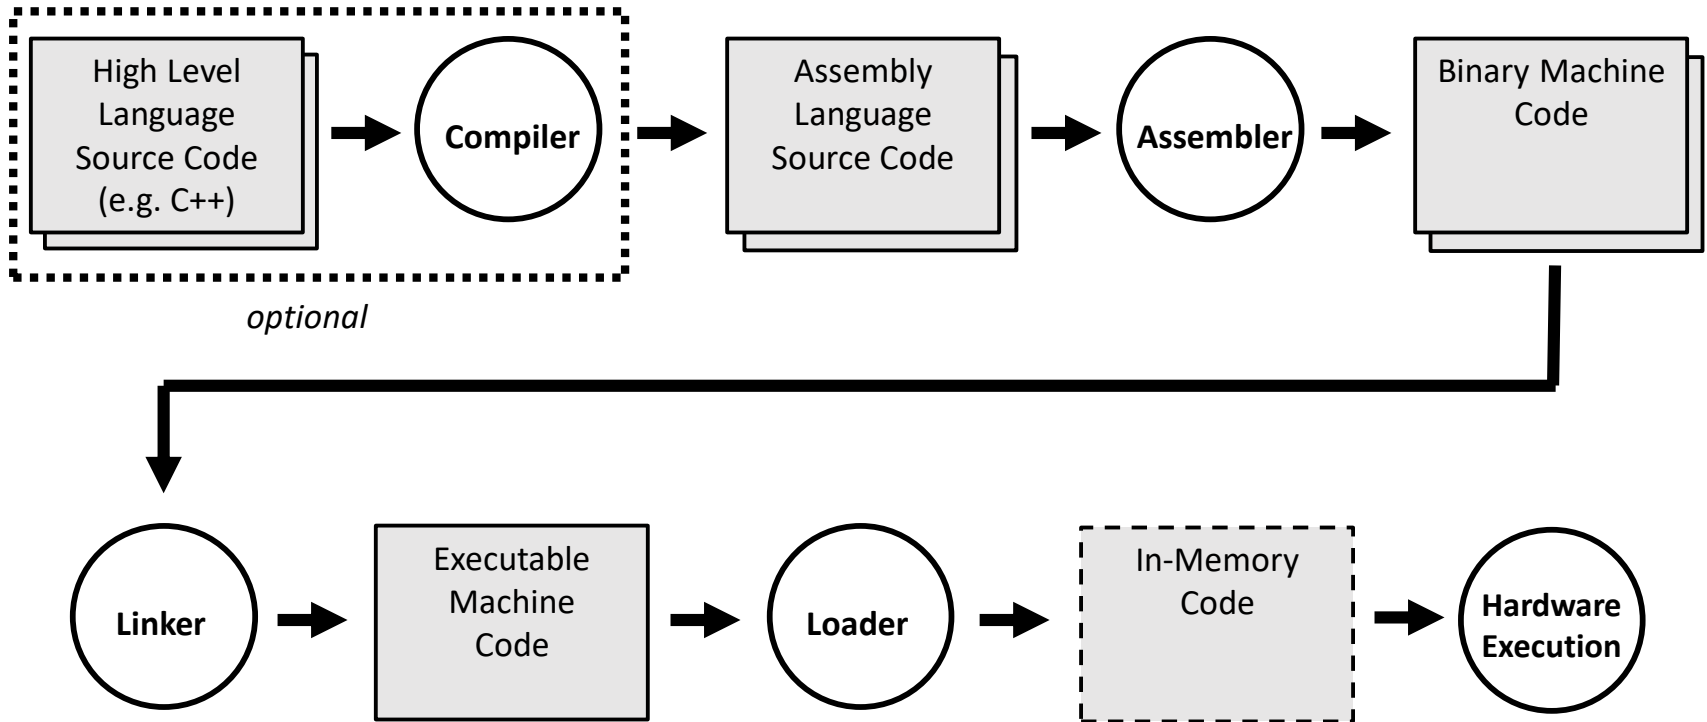 High Level
Language
Source Code
(e.g. C++)
Compiler
Assembly
Language
Source Code
Assembler
Binary Machine
Code
optional
Linker
Executable
Machine
Code
Loader
In-Memory
Code
Hardware
Execution